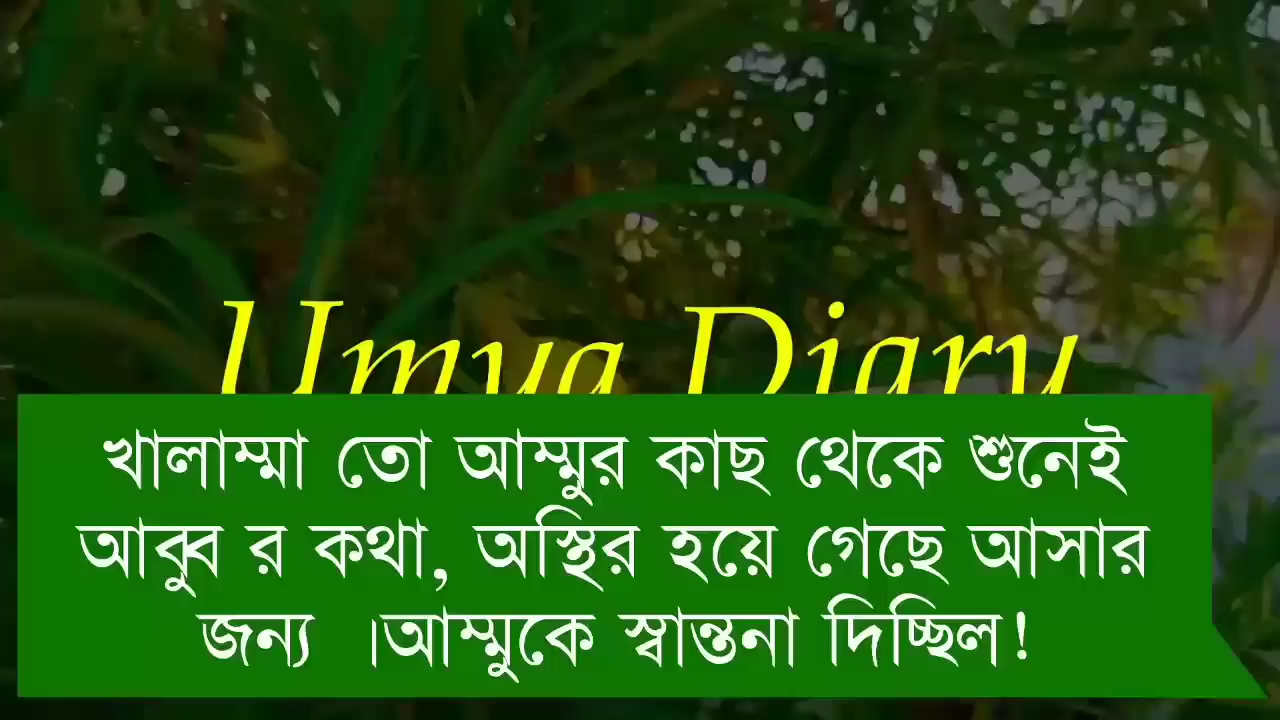 Umya Diary
খালাম্মা তো আম্মুর কাছ থেকে শুনেই
আব্বু র কথা, অস্থির হয়ে গেছে আসার
জন্য ।আম্মুকে স্বান্তনা দিচ্ছিল!